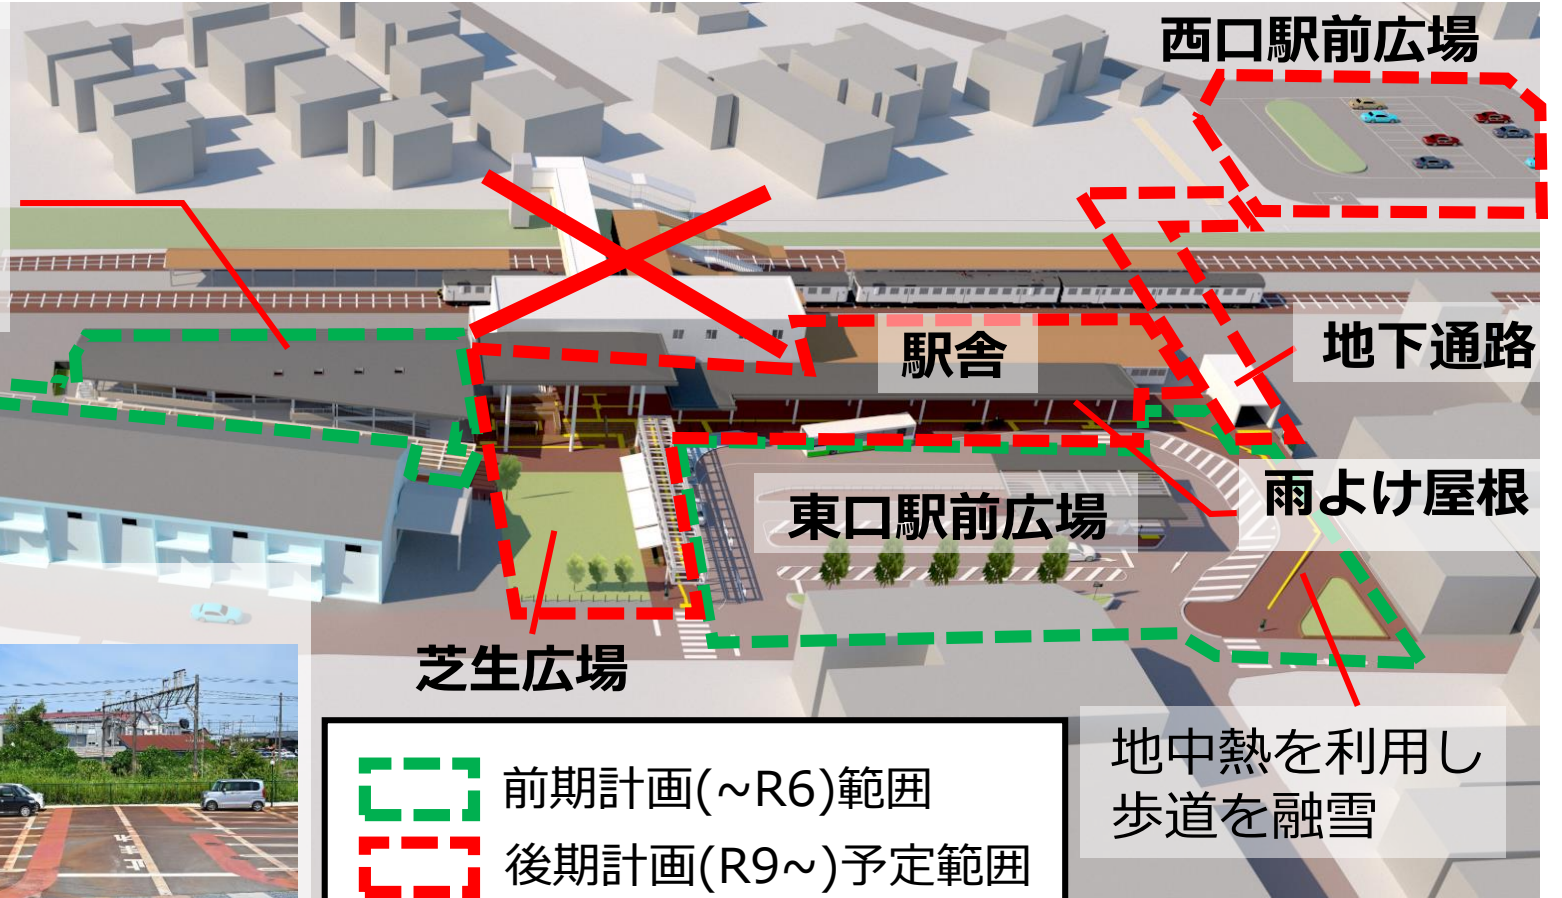 西口駅前広場
駅舎
地下通路
雨よけ屋根
東口駅前広場
芝生広場
地中熱を利用し
歩道を融雪
前期計画(~R6)範囲
後期計画(R9~)予定範囲